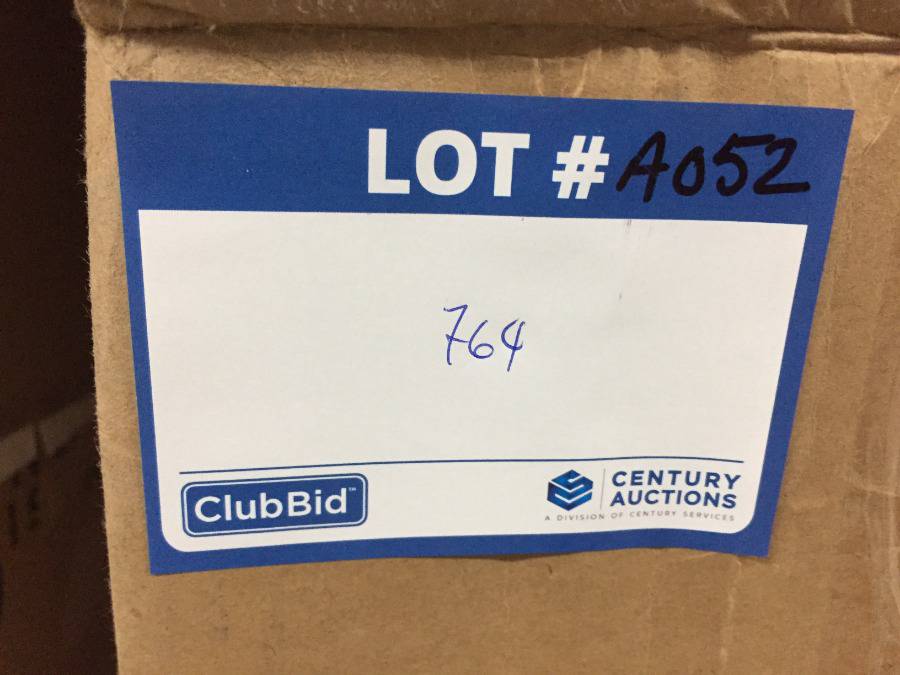 LOT # A052
764
ClubBid™
CENTURY
AUCTIONS
A DIVISION OF CENTURY SERVICES